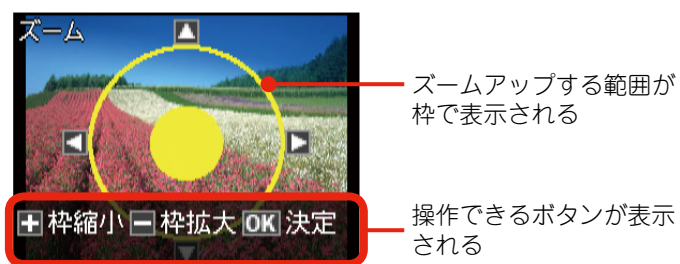 ズーム
ズームアップする範囲が
枠で表示される
+ 枠縮小 - 枠拡大 OK 決定
操作できるボタンが表示
される